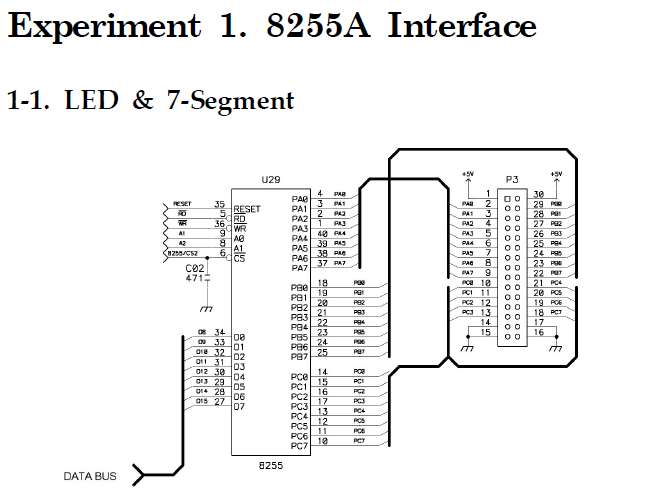 Experiment 1. 8255A Interface
1-1. LED & 7-Segment
U29
RESET 35 RESET
RD 5 RD
WR 36 WR
A1 9 A0
A2 8 A1
8255/CS2 6 CS
C02
471
PA0 4 PA0
PA1 3 PA1
PA2 2 PA2
PA3 1 PA3
PA4 40 PA4
PA5 39 PA5
PA6 38 PA6
PA7 37 PA7
PB0 18 PB0
PB1 19 PB1
PB2 20 PB2
PB3 21 PB3
PB4 22 PB4
PB5 23 PB5
PB6 24 PB6
PB7 25 PB7
D8 34 D0
D9 33 D1
D10 32 D2
D11 31 D3
D12 30 D4
D13 29 D5
D14 28 D6
D15 27 D7
PC0 14 PC0
PC1 15 PC1
PC2 16 PC2
PC3 17 PC3
PC4 13 PC4
PC5 12 PC5
PC6 11 PC6
PC7 10 PC7
8255
DATA BUS
+5V P3 +5V
1 30
PA0 2 29 PB0
PA1 3 28 PB1
PA2 4 27 PB2
PA3 5 26 PB3
PA4 6 25 PB4
PA5 7 24 PB5
PA6 8 23 PB6
PA7 9 22 PB7
PC0 10 21 PC4
PC1 11 20 PC5
PC2 12 19 PC6
PC3 13 18 PC7
14 17
15 16